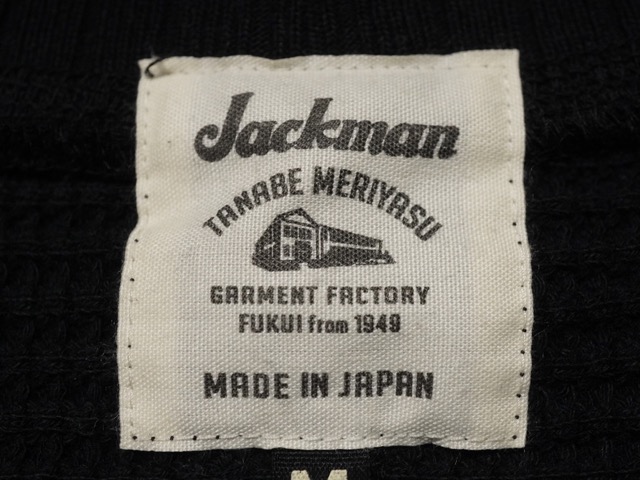 Jackman
TANABE MERIYASU
GARMENT FACTORY
FUKUI from 1949
MADE IN JAPAN
M